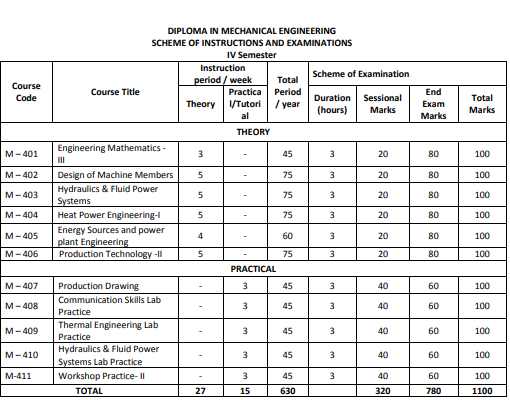 DIPLOMA IN MECHANICAL ENGINEERING
SCHEME OF INSTRUCTIONS AND EXAMINATIONS
IV Semester
Course Code | Course Title | Instruction period / week | Total Period / year | Scheme of Examination
Theory | Practica l/Tutori al | Duration (hours) | Sessional Marks | End Exam Marks | Total Marks
THEORY
M – 401 | Engineering Mathematics - III | 3 | - | 45 | 3 | 20 | 80 | 100
M – 402 | Design of Machine Members | 5 | - | 75 | 3 | 20 | 80 | 100
M – 403 | Hydraulics & Fluid Power Systems | 5 | - | 75 | 3 | 20 | 80 | 100
M – 404 | Heat Power Engineering-I | 5 | - | 75 | 3 | 20 | 80 | 100
M – 405 | Energy Sources and power plant Engineering | 4 | - | 60 | 3 | 20 | 80 | 100
M – 406 | Production Technology -II | 5 | - | 75 | 3 | 20 | 80 | 100
PRACTICAL
M – 407 | Production Drawing | - | 3 | 45 | 3 | 40 | 60 | 100
M – 408 | Communication Skills Lab Practice | - | 3 | 45 | 3 | 40 | 60 | 100
M – 409 | Thermal Engineering Lab Practice | - | 3 | 45 | 3 | 40 | 60 | 100
M – 410 | Hydraulics & Fluid Power Systems Lab Practice | - | 3 | 45 | 3 | 40 | 60 | 100
M-411 | Workshop Practice- II | - | 3 | 45 | 3 | 40 | 60 | 100
TOTAL | 27 | 15 | 630 | 320 | 780 | 1100